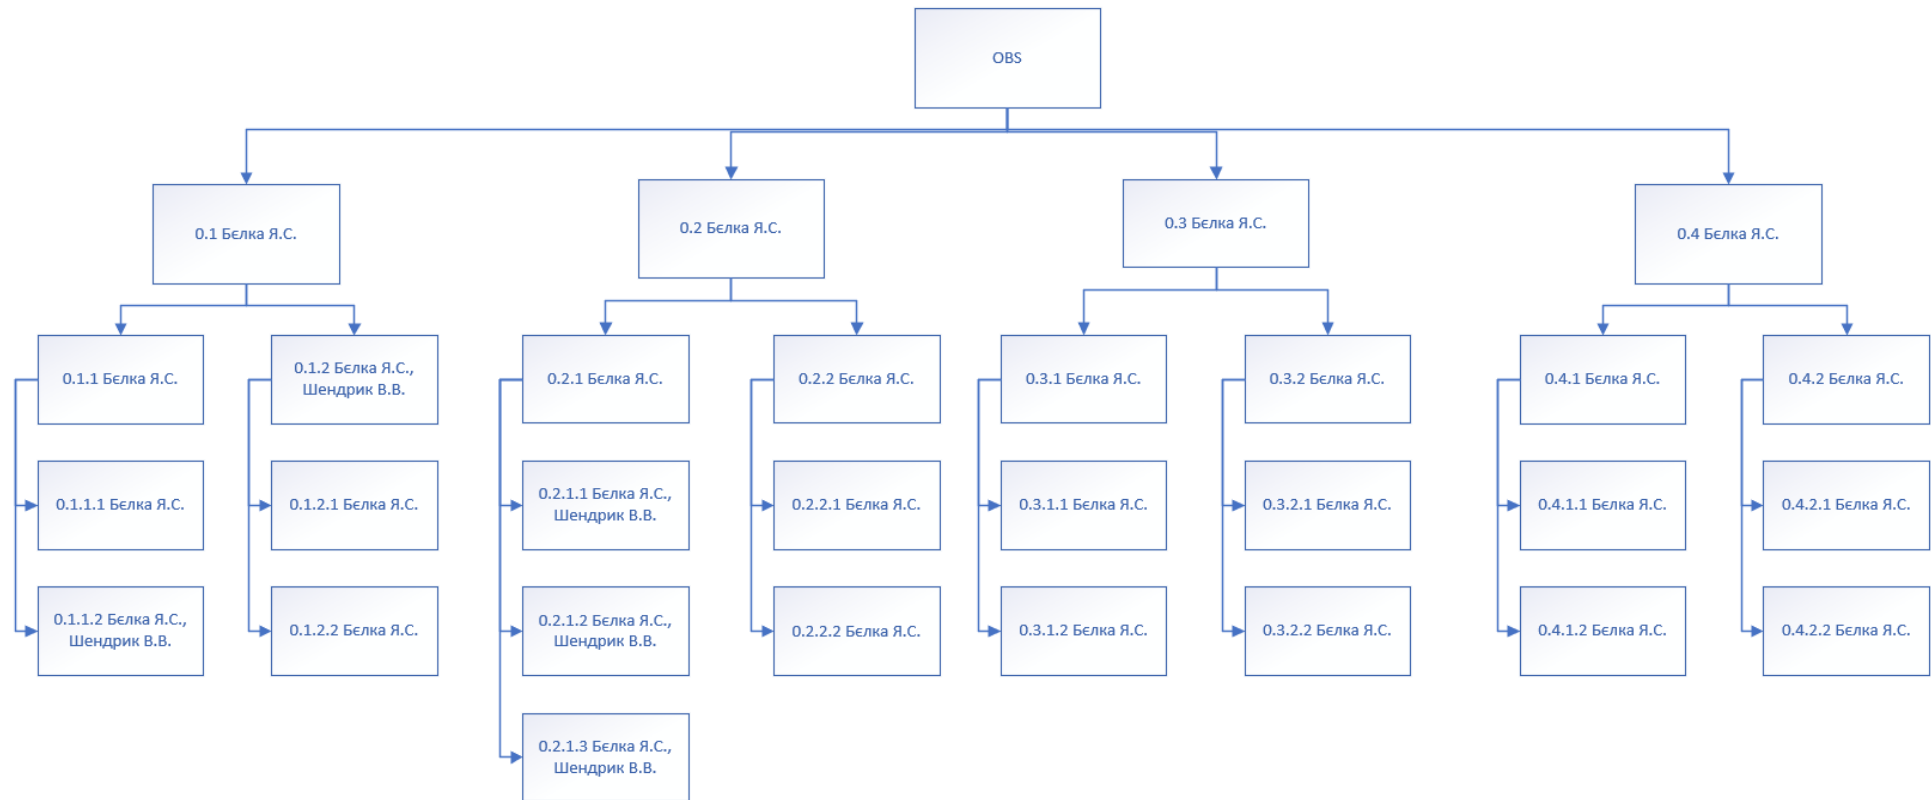 OBS
0.1 Бєлка Я.С.
0.2 Бєлка Я.С.
0.3 Бєлка Я.С.
0.4 Бєлка Я.С.
0.1.1 Бєлка Я.С.
0.1.2 Бєлка Я.С.,
Шендрик В.В.
0.2.1 Бєлка Я.С.
0.2.2 Бєлка Я.С.
0.3.1 Бєлка Я.С.
0.3.2 Бєлка Я.С.
0.4.1 Бєлка Я.С.
0.4.2 Бєлка Я.С.
0.1.1.1 Бєлка Я.С.
0.1.2.1 Бєлка Я.С.
0.2.1.1 Бєлка Я.С.,
Шендрик В.В.
0.2.2.1 Бєлка Я.С.
0.3.1.1 Бєлка Я.С.
0.3.2.1 Бєлка Я.С.
0.4.1.1 Бєлка Я.С.
0.4.2.1 Бєлка Я.С.
0.1.1.2 Бєлка Я.С.,
Шендрик В.В.
0.1.2.2 Бєлка Я.С.
0.2.1.2 Бєлка Я.С.,
Шендрик В.В.
0.2.2.2 Бєлка Я.С.
0.3.1.2 Бєлка Я.С.
0.3.2.2 Бєлка Я.С.
0.4.1.2 Бєлка Я.С.
0.4.2.2 Бєлка Я.С.
0.2.1.3 Бєлка Я.С.,
Шендрик В.В.